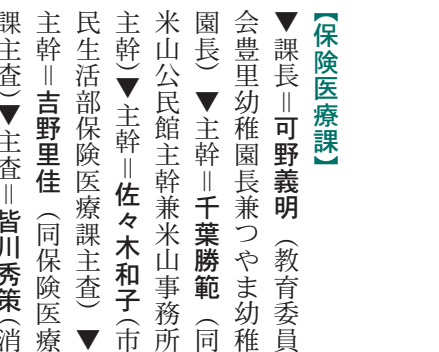 【保険医療課】
▼課長＝可野義明（教育委員
会豊里幼稚園長兼つやま幼稚
園長）▼主幹＝千葉勝範（同
米山公民館主幹兼米山事務所
主幹）▼主幹＝佐々木和子（市
民生活部保険医療課主査）▼
主幹＝吉野里佳（同保険医療
課主査）▼主査＝皆川秀策（消